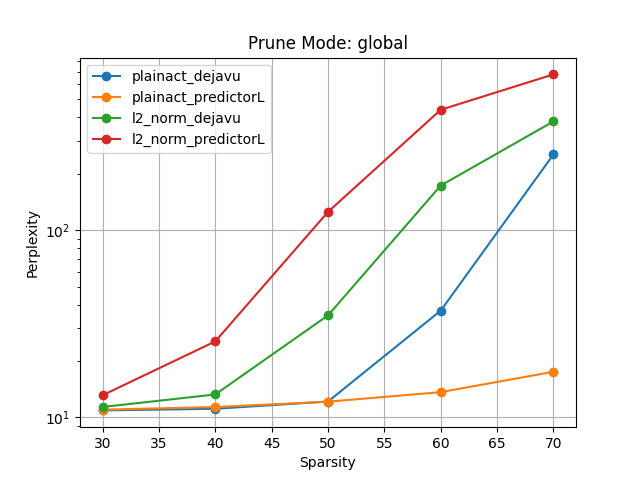 Prune Mode: global
plainact_dejavu
plainact_predictorL
l2_norm_dejavu
l2_norm_predictorL
Perplexity
10²
10¹
30 35 40 45 50 55 60 65 70
Sparsity